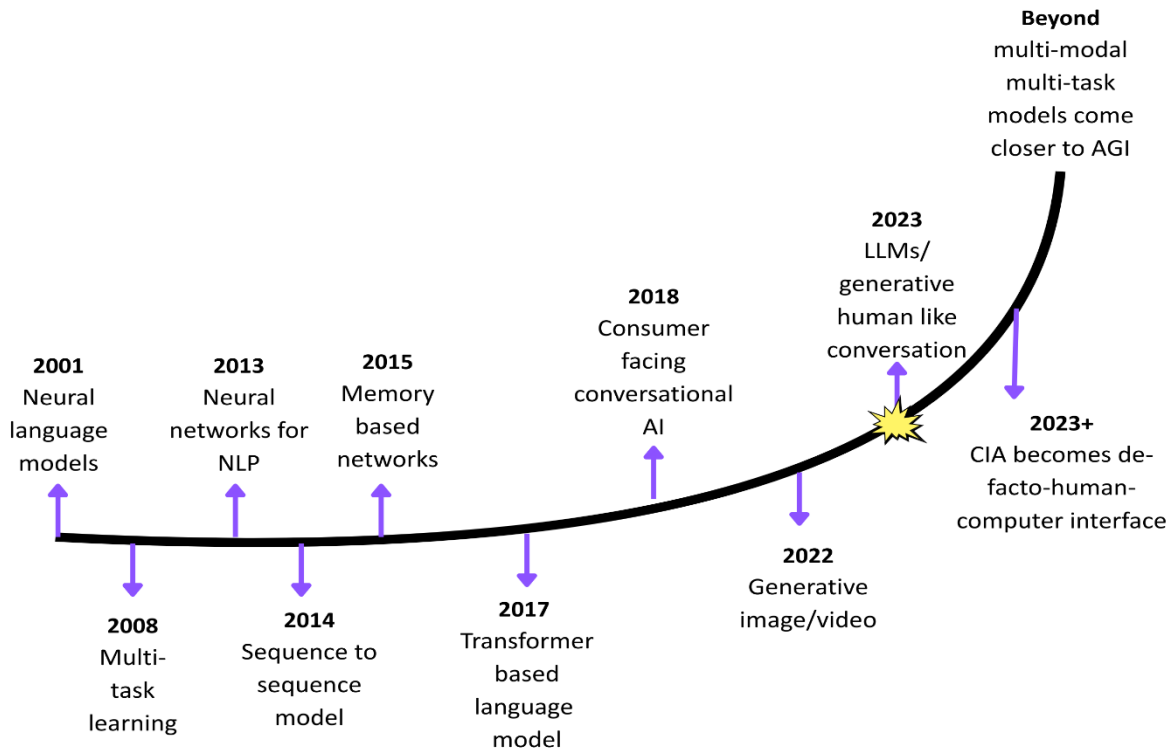 2001
Neural
language
models
2008
Multi-
task
learning
2013
Neural
networks for
NLP
2014
Sequence to
sequence
model
2015
Memory
based
networks
2017
Transformer
based
language
model
2018
Consumer
facing
conversational
AI
2022
Generative
image/video
2023
LLMs/
generative
human like
conversation
2023+
CIA becomes de-
facto-human-
computer interface
Beyond
multi-modal
multi-task
models come
closer to AGI